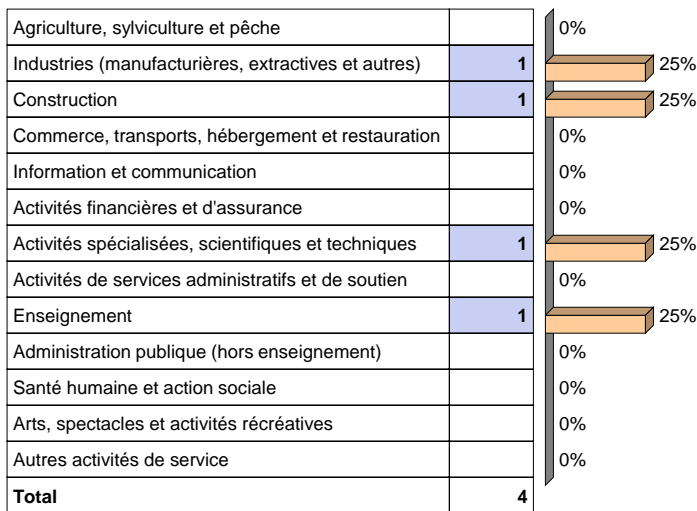 Agriculture, sylviculture et pêche 0%
Industries (manufacturières, extractives et autres) 1 25%
Construction 1 25%
Commerce, transports, hébergement et restauration 0%
Information et communication 0%
Activités financières et d'assurance 0%
Activités spécialisées, scientifiques et techniques 1 25%
Activités de services administratifs et de soutien 0%
Enseignement 1 25%
Administration publique (hors enseignement) 0%
Santé humaine et action sociale 0%
Arts, spectacles et activités récréatives 0%
Autres activités de service 0%
Total 4